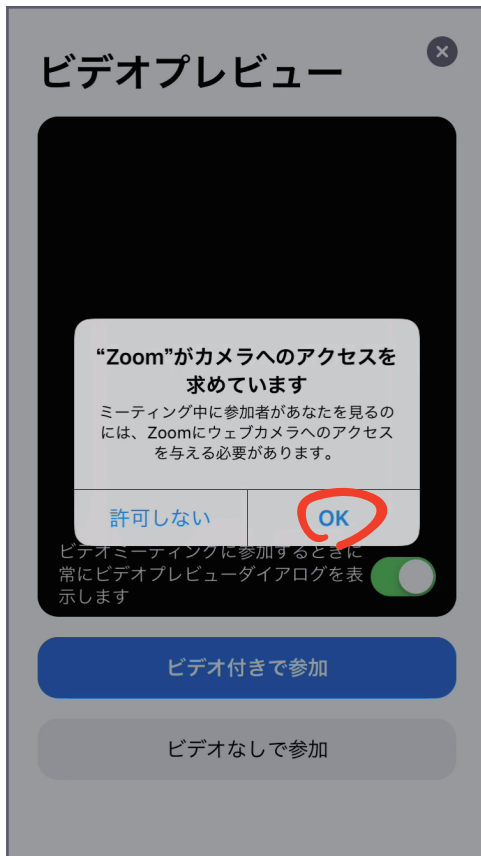 ビデオプレビュー
“Zoom”がカメラへのアクセスを
求めています
ミーティング中に参加者があなたを見るの
には、Zoomにウェブカメラへのアクセス
を与える必要があります。
許可しない
OK
ビデオミーティングに参加するときに
常にビデオプレビューダイアログを表
示します
ビデオ付きで参加
ビデオなしで参加